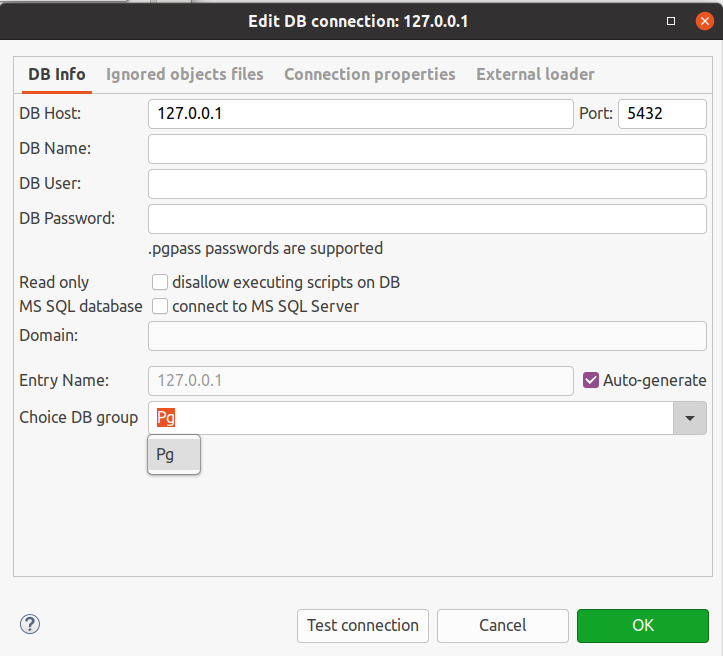 Edit DB connection: 127.0.0.1
DB Info Ignored objects files Connection properties External loader
DB Host: 127.0.0.1 Port: 5432
DB Name:
DB User:
DB Password:
.pgpass passwords are supported
Read only disallow executing scripts on DB
MS SQL database connect to MS SQL Server
Domain:
Entry Name: 127.0.0.1 Auto-generate
Choice DB group Pg
Pg
? Test connection Cancel OK